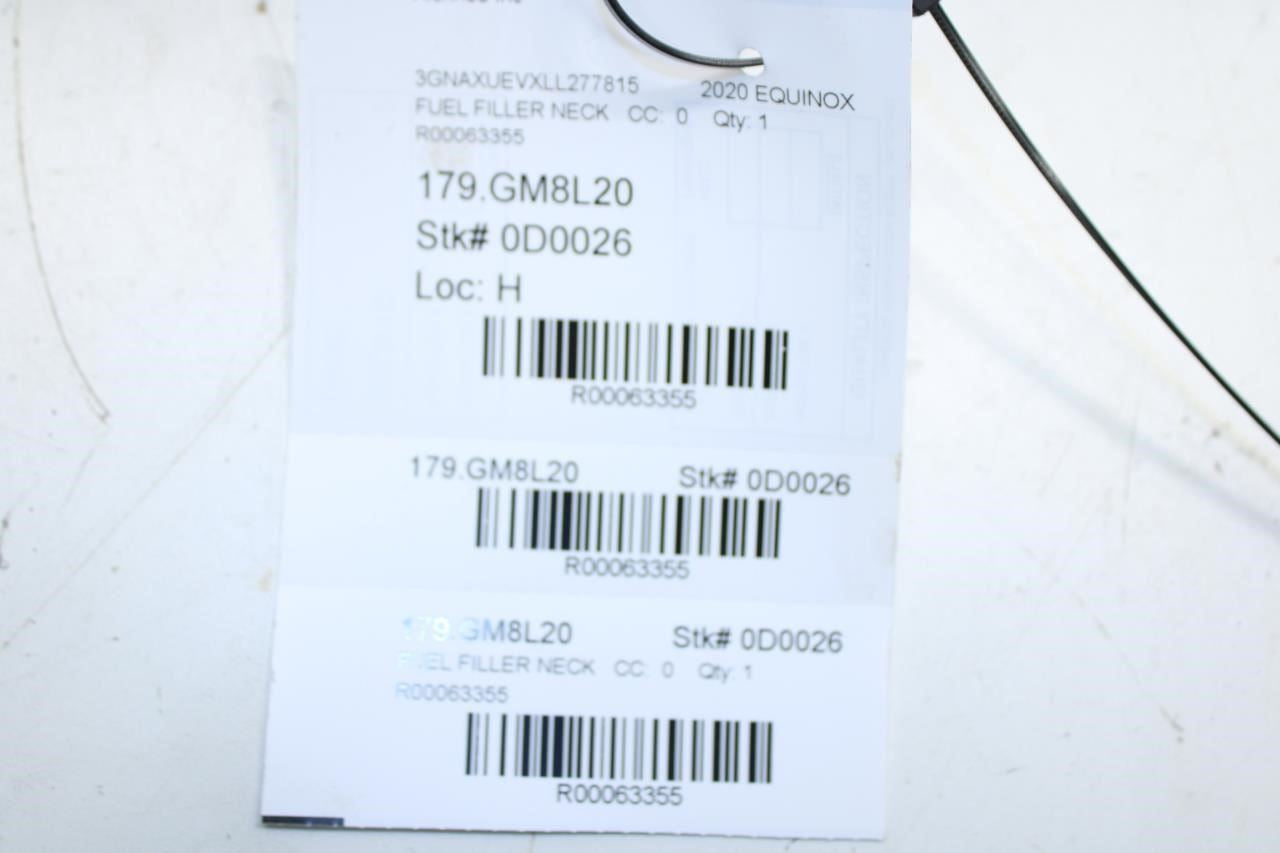 3GNAXUEVXLL277815 2020 EQUINOX
FUEL FILLER NECK CC: 0 Qty: 1
R00063355
179.GM8L20
Stk# 0D0026
Loc: H
R00063355
179.GM8L20 Stk# 0D0026
R00063355
179.GM8L20 Stk# 0D0026
FUEL FILLER NECK CC: 0 Qty: 1
R00063355
R00063355